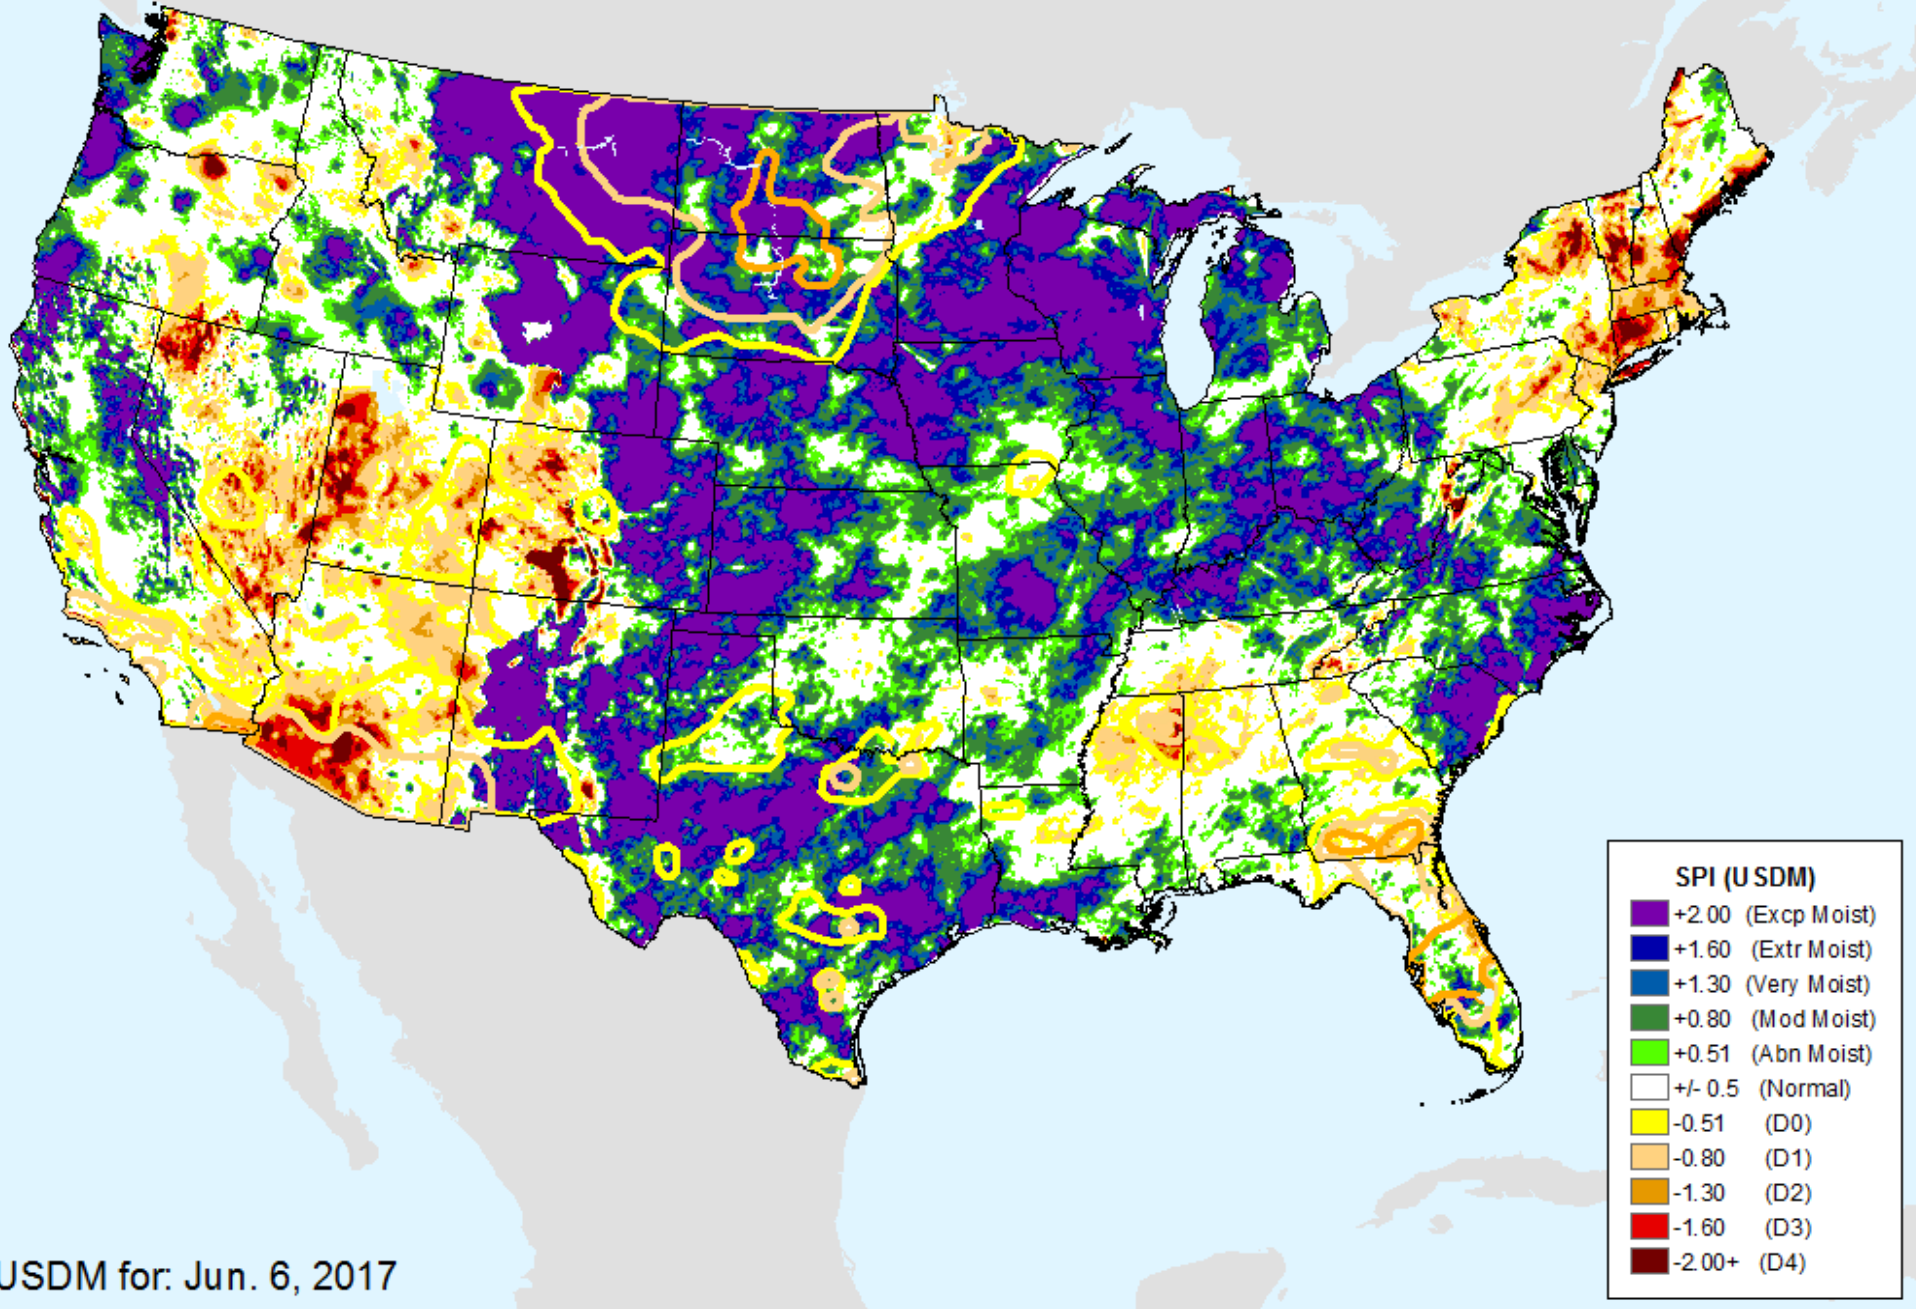 SPI (USDM)
+2.00 (Excp Moist)
+1.60 (Extr Moist)
+1.30 (Very Moist)
+0.80 (Mod Moist)
+0.51 (Abn Moist)
+/- 0.5 (Normal)
-0.51 (D0)
-0.80 (D1)
-1.30 (D2)
-1.60 (D3)
-2.00+ (D4)
USDM for: Jun. 6, 2017